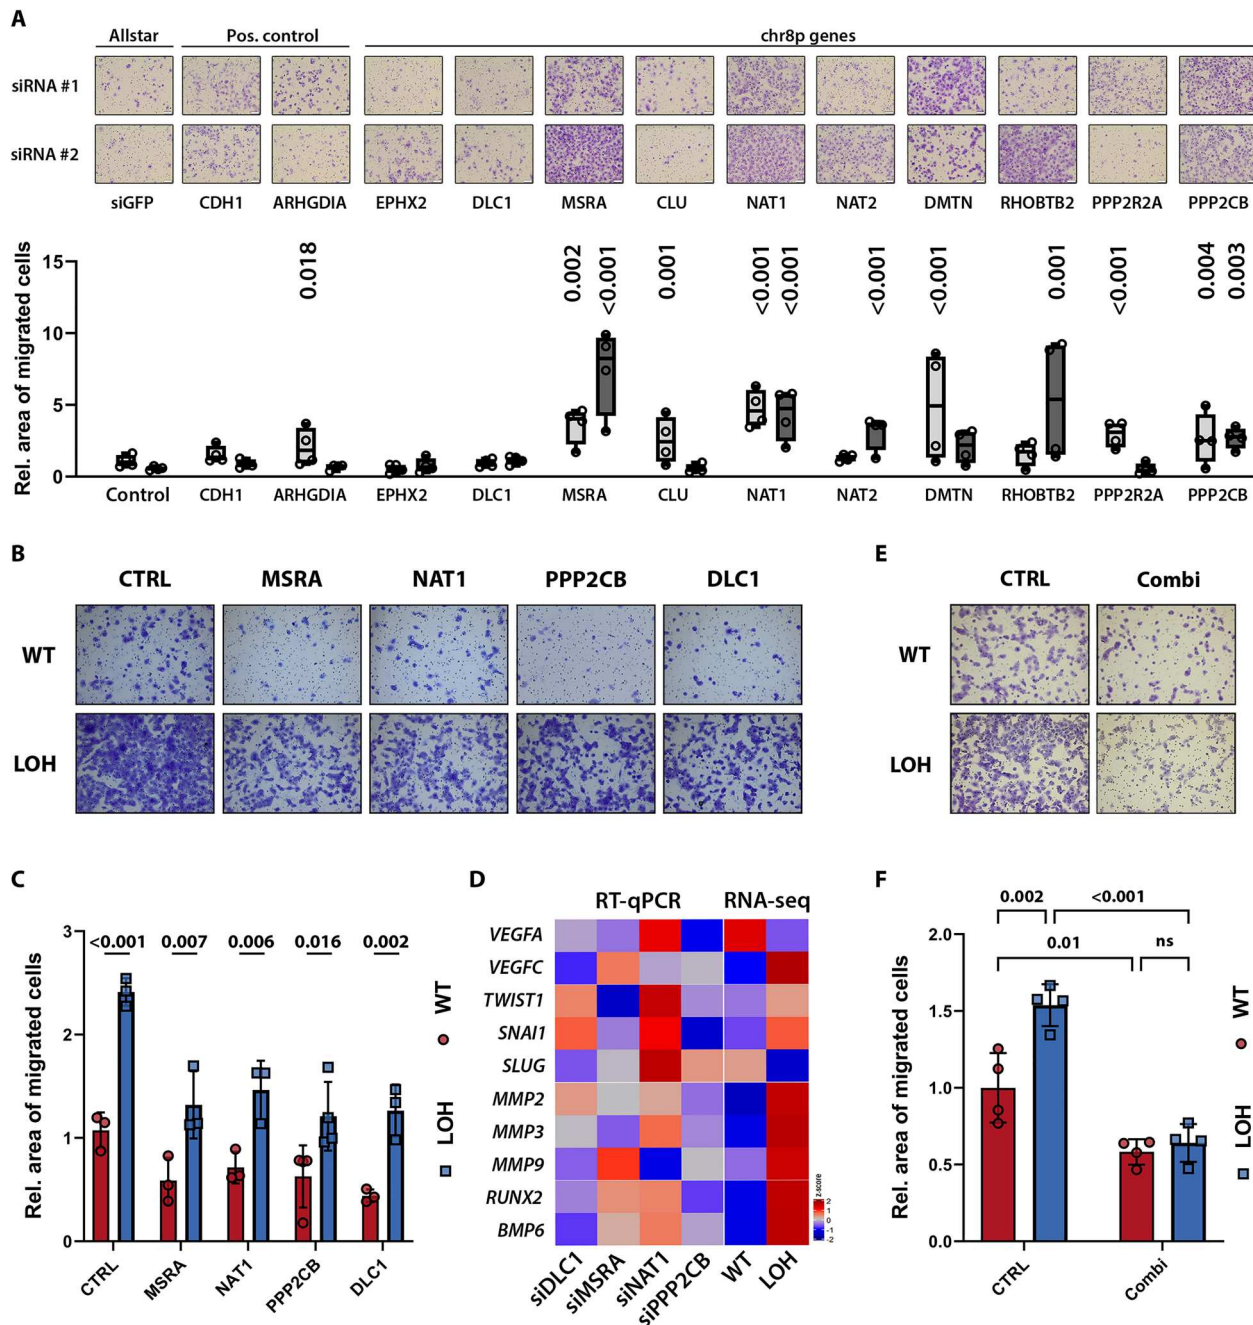 A
Allstar Pos. control chr8p genes
siRNA #1
siRNA #2
siGFP CDH1 ARHGDIA EPHX2 DLC1 MSRA CLU NAT1 NAT2 DMTN RHOBTB2 PPP2R2A PPP2CB
Rel. area of migrated cells
15
10
5
0
0.018
0.002
<0.001
0.001
<0.001
<0.001
<0.001
<0.001
0.001
<0.001
0.004
0.003
Control CDH1 ARHGDIA EPHX2 DLC1 MSRA CLU NAT1 NAT2 DMTN RHOBTB2 PPP2R2A PPP2CB
B
CTRL MSRA NAT1 PPP2CB DLC1
WT
LOH
E
CTRL Combi
WT
LOH
C
Rel. area of migrated cells
3
2
1
0
<0.001 0.007 0.006 0.016 0.002
CTRL
MSRA
NAT1
PPP2CB
DLC1
WT
LOH
D
RT-qPCR RNA-seq
VEGFA
VEGFC
TWIST1
SNAI1
SLUG
MMP2
MMP3
MMP9
RUNX2
BMP6
siDLC1
siMSRA
siNAT1
siPPP2CB
WT
LOH
z-score
2
1
0
-1
-2
F
Rel. area of migrated cells
2.0
1.5
1.0
0.5
0.0
0.002 <0.001
0.01 ns
CTRL Combi
WT
LOH